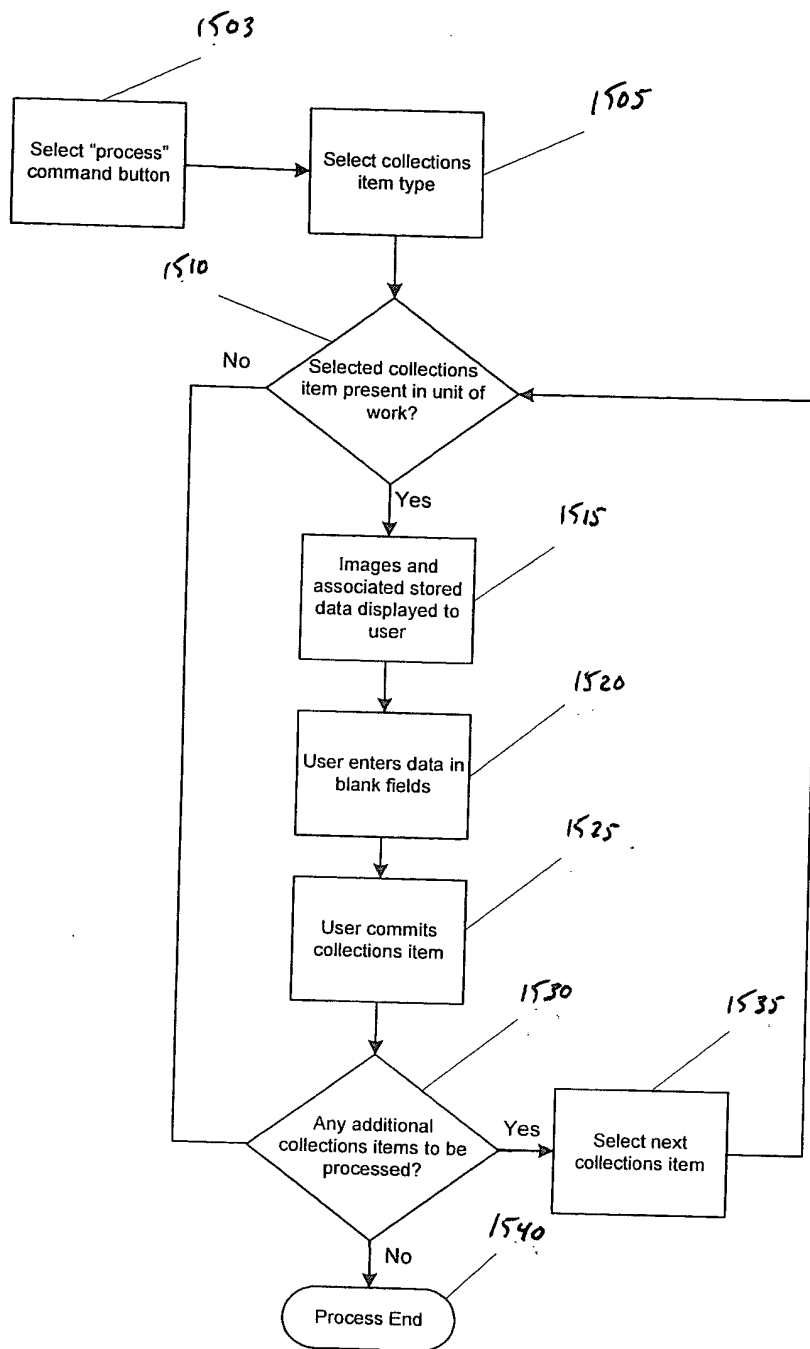 1503
Select "process"
command button
1505
Select collections
item type
1510
No
Selected collections
item present in unit of
work?
Yes
1515
Images and
associated stored
data displayed to
user
1520
User enters data in
blank fields
1525
User commits
collections item
1530
1535
Any additional
collections items to be
processed?
Yes
Select next
collections item
No
1540
Process End